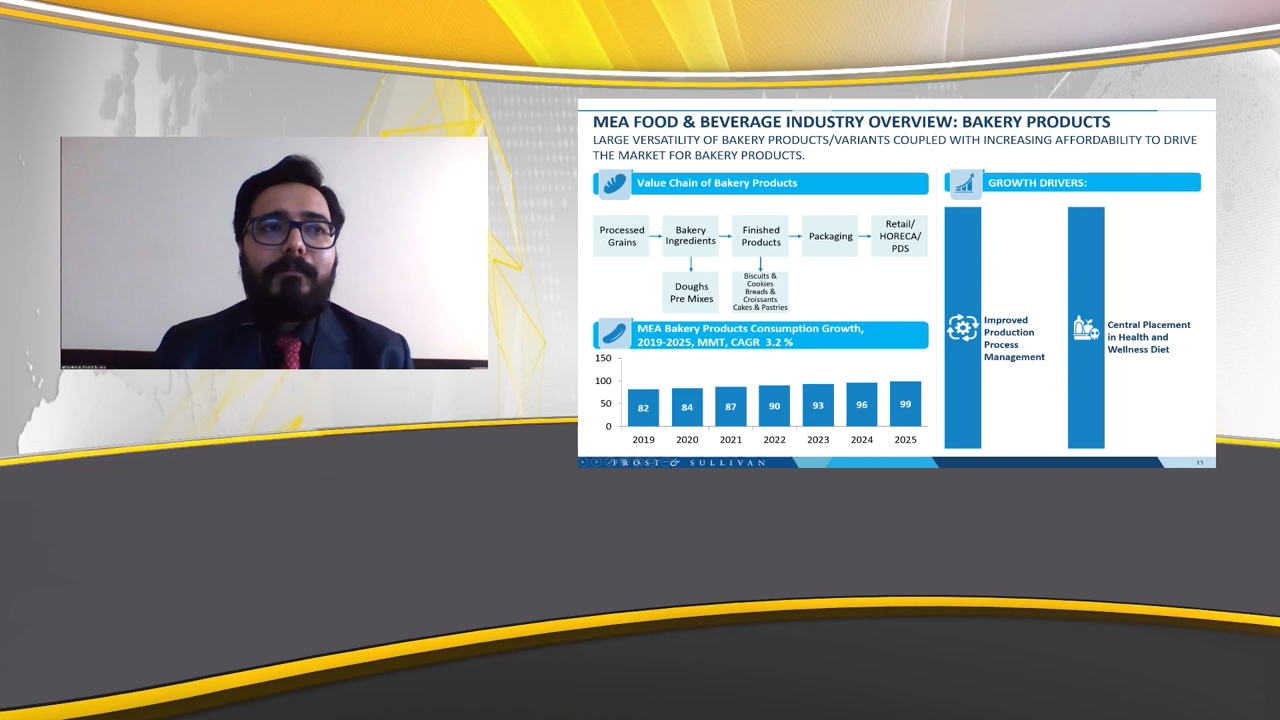 MEA FOOD & BEVERAGE INDUSTRY OVERVIEW: BAKERY PRODUCTS
LARGE VERSATILITY OF BAKERY PRODUCTS/VARIANTS COUPLED WITH INCREASING AFFORDABILITY TO DRIVE
THE MARKET FOR BAKERY PRODUCTS.
Value Chain of Bakery Products
Processed
Grains
Bakery
Ingredients
Finished
Products
Packaging
Retail/
HORECA/
PDS
Doughs
Pre Mixes
Biscuits &
Cookies
Breads &
Croissants
Cakes & Pastries
MEA Bakery Products Consumption Growth,
2019-2025, MMT, CAGR 3.2 %
150
100
50
0
82
84
87
90
93
96
99
2019
2020
2021
2022
2023
2024
2025
GROWTH DRIVERS:
Improved
Production
Process
Management
Central Placement
in Health and
Wellness Diet
FROST & SULLIVAN